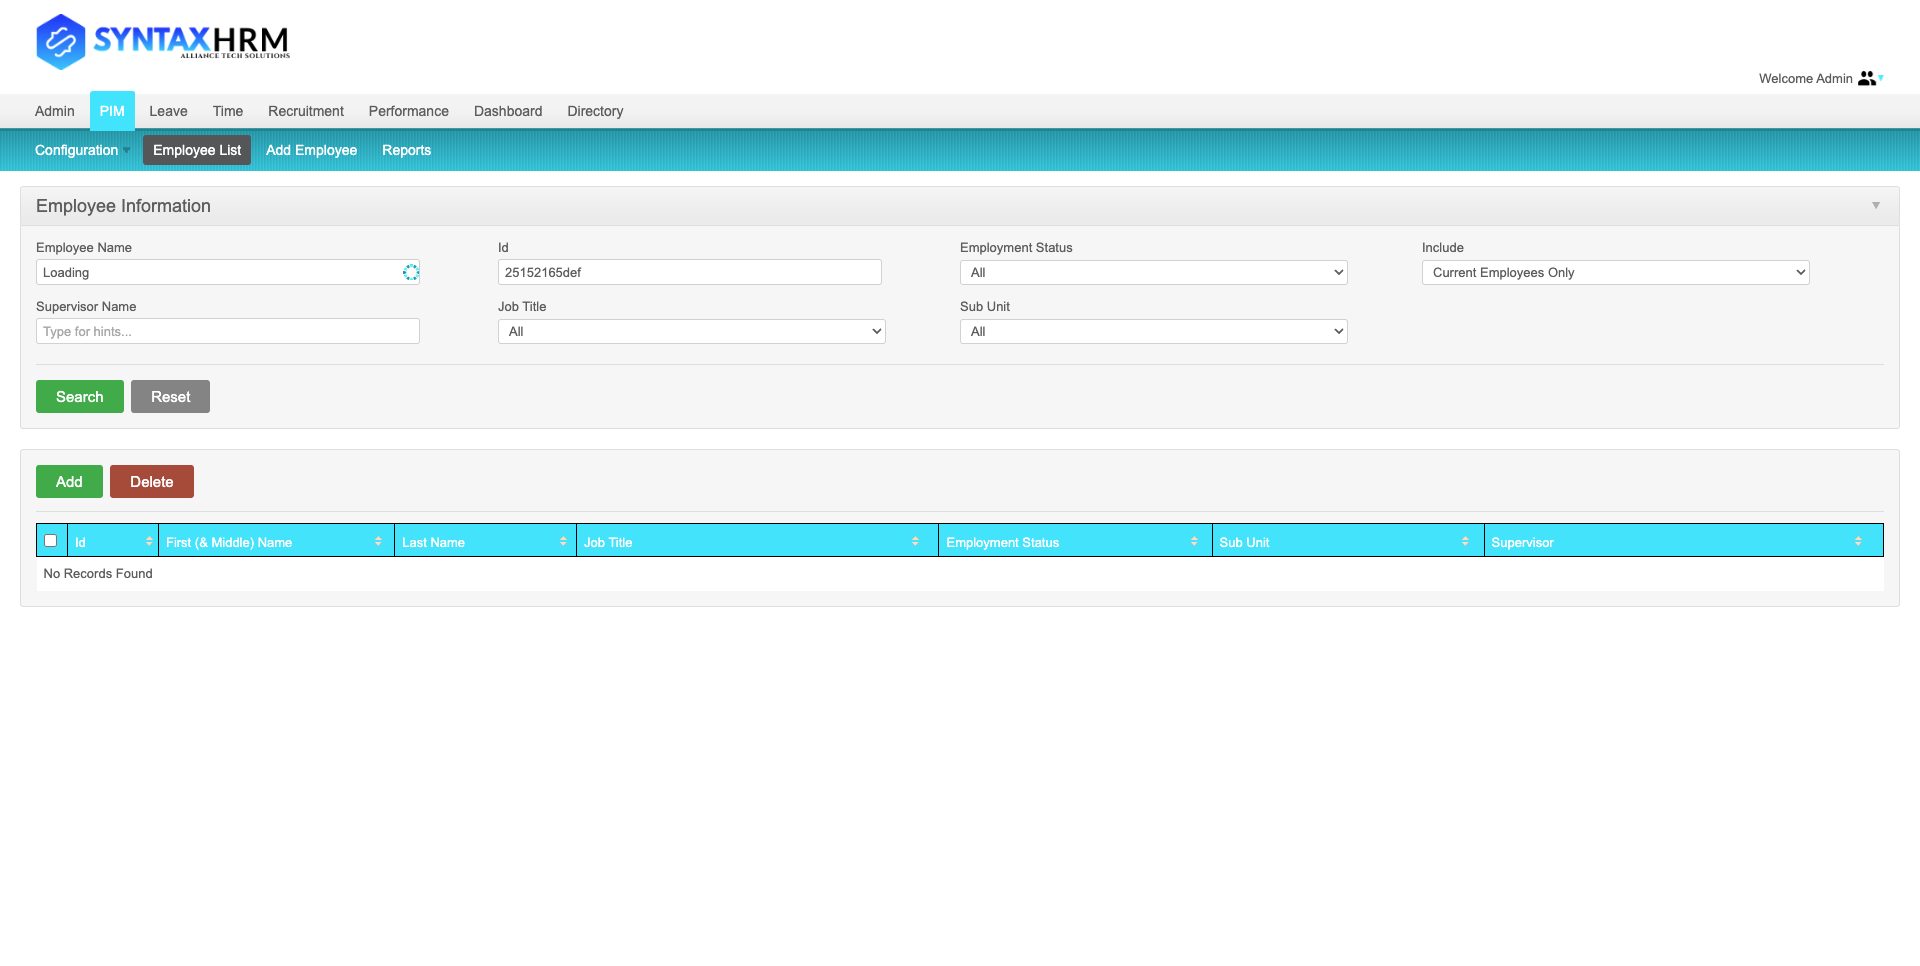 SYNTAXHRM
ALLIANCE TECH SOLUTIONS
Welcome Admin
Admin PIM Leave Time Recruitment Performance Dashboard Directory
Configuration Employee List Add Employee Reports
Employee Information
Employee Name Id Employment Status Include
Loading 25152165def All Current Employees Only
Supervisor Name Job Title Sub Unit
Type for hints... All All
Search Reset
Add Delete
Id First (& Middle) Name Last Name Job Title Employment Status Sub Unit Supervisor
No Records Found